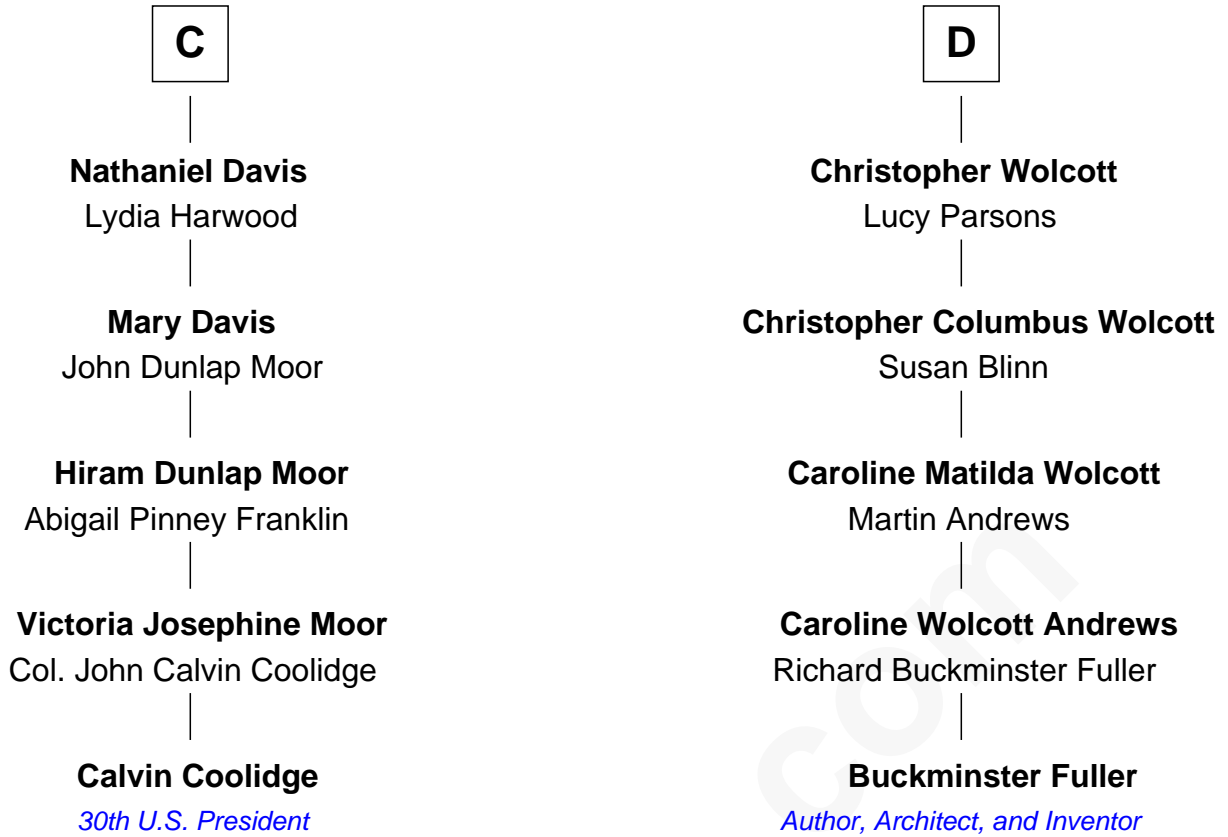 C
Nathaniel Davis
Lydia Harwood
Mary Davis
John Dunlap Moor
Hiram Dunlap Moor
Abigail Pinney Franklin
Victoria Josephine Moor
Col. John Calvin Coolidge
Calvin Coolidge
30th U.S. President
D
Christopher Wolcott
Lucy Parsons
Christopher Columbus Wolcott
Susan Blinn
Caroline Matilda Wolcott
Martin Andrews
Caroline Wolcott Andrews
Richard Buckminster Fuller
Buckminster Fuller
Author, Architect, and Inventor
com